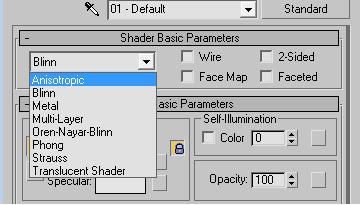 01 - Default Standard
- Shader Basic Parameters
Blinn Wire 2-Sided
Face Map Faceted
Anisotropic
Blinn
Metal
Multi-Layer
Oren-Nayar-Blinn
Phong
Strauss
Translucent Shader
asic Parameters
Self-Illumination
Color 0
Specular: Opacity: 100